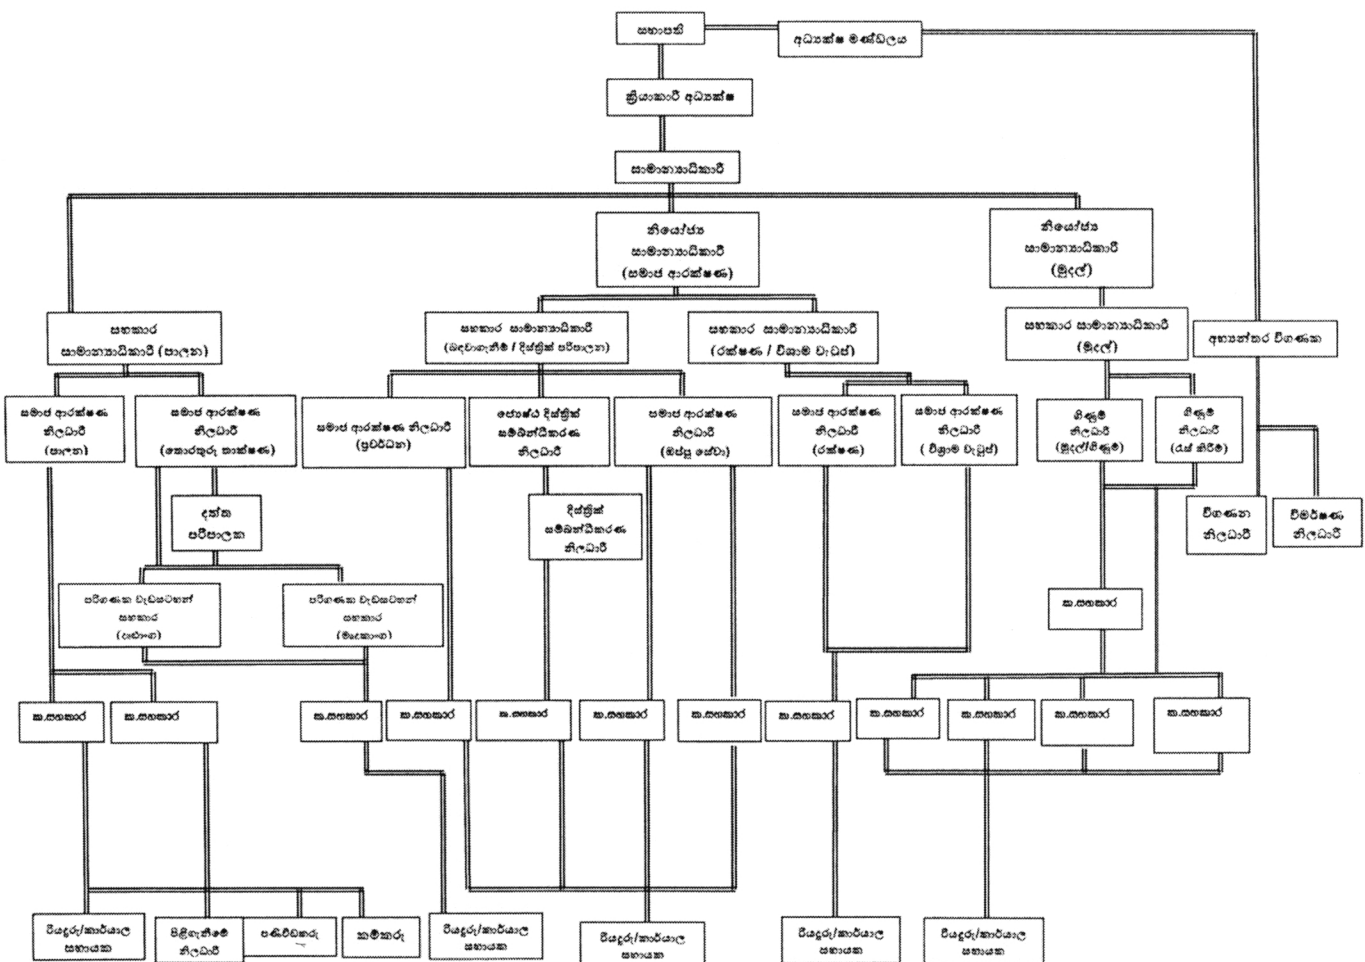 සභාපති
අධ්‍යක්ෂ මණ්ඩලය
ක්‍රියාකාරී අධ්‍යක්ෂ
සාමාන්‍යාධිකාරී
නියෝජ්‍ය
සාමාන්‍යාධිකාරී
(සමාජ ආරක්ෂණ)
නියෝජ්‍ය
සාමාන්‍යාධිකාරී
(මුදල්)
සහකාර
සාමාන්‍යාධිකාරී (පාලන)
සහකාර සාමාන්‍යාධිකාරී
(බඳවාගැනීම් / දිස්ත්‍රික් පරිපාලන)
සහකාර සාමාන්‍යාධිකාරී
(රක්ෂණ / විශ්‍රාම වැටුප්)
සහකාර සාමාන්‍යාධිකාරී
(මුදල්)
අභ්‍යන්තර විගණක
සමාජ ආරක්ෂණ
නිලධාරී
(පාලන)
සමාජ ආරක්ෂණ
නිලධාරී
(තොරතුරු තාක්ෂණ)
සමාජ ආරක්ෂණ නිලධාරී
(ප්‍රවර්ධන)
ජ්‍යෙෂ්ඨ දිස්ත්‍රික්
සම්බන්ධීකරණ
නිලධාරී
සමාජ ආරක්ෂණ
නිලධාරී
(ඔප්පු සේවා)
සමාජ ආරක්ෂණ
නිලධාරී
(රක්ෂණ)
සමාජ ආරක්ෂණ
නිලධාරී
( විශ්‍රාම වැටුප්)
ගිණුම්
නිලධාරී
(මුදල්/ගිණුම්)
ගිණුම්
නිලධාරී
(රැස් කිරීම්)
දත්ත
පරිපාලක
දිස්ත්‍රික්
සම්බන්ධීකරණ
නිලධාරී
විගණන
නිලධාරී
විමර්ෂණ
නිලධාරී
පරිගණක වැඩසටහන්
සහකාර
(දෘඪාංග)
පරිගණක වැඩසටහන්
සහකාර
(මෘදුකාංග)
ක.සහකාර
ක.සහකාර
ක.සහකාර
ක.සහකාර
ක.සහකාර
ක.සහකාර
ක.සහකාර
ක.සහකාර
ක.සහකාර
ක.සහකාර
ක.සහකාර
ක.සහකාර
ක.සහකාර
රියදුරු/කාර්යාල
සහායක
පිළිගැනීමේ
නිලධාරී
පණිවිඩකරු
කම්කරු
රියදුරු/කාර්යාල
සහායක
රියදුරු/කාර්යාල
සහායක
රියදුරු/කාර්යාල
සහායක
රියදුරු/කාර්යාල
සහායක